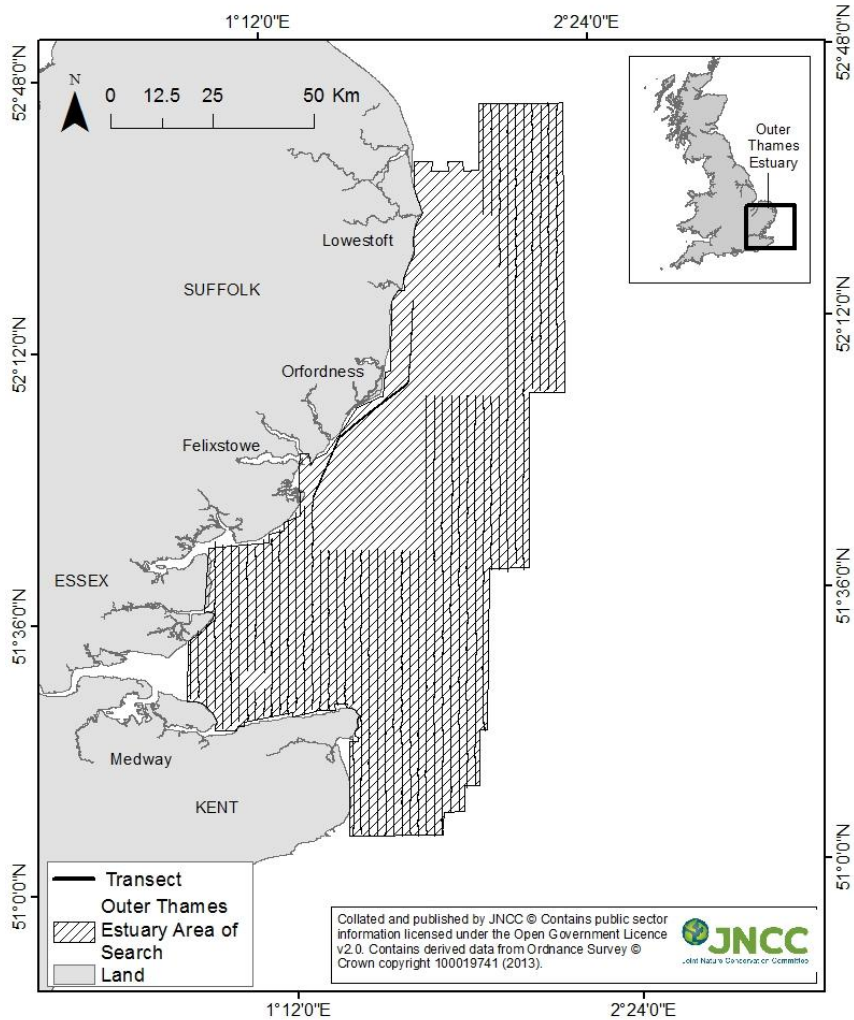 1°12'0"E
2°24'0"E
52°48'0"N
52°48'0"N
N
0 12.5 25 50 Km
Outer
Thames
Estuary
Lowestoft
SUFFOLK
52°12'0"N
52°12'0"N
Orfordness
Felixstowe
ESSEX
51°36'0"N
51°36'0"N
Medway
KENT
51°0'0"N
51°0'0"N
Transect
Outer Thames
Estuary Area of
Search
Land
Collated and published by JNCC © Contains public sector
information licensed under the Open Government Licence
v2.0. Contains derived data from Ordnance Survey ©
Crown copyright 100019741 (2013).
JNCC
Joint Nature Conservation Committee
1°12'0"E
2°24'0"E